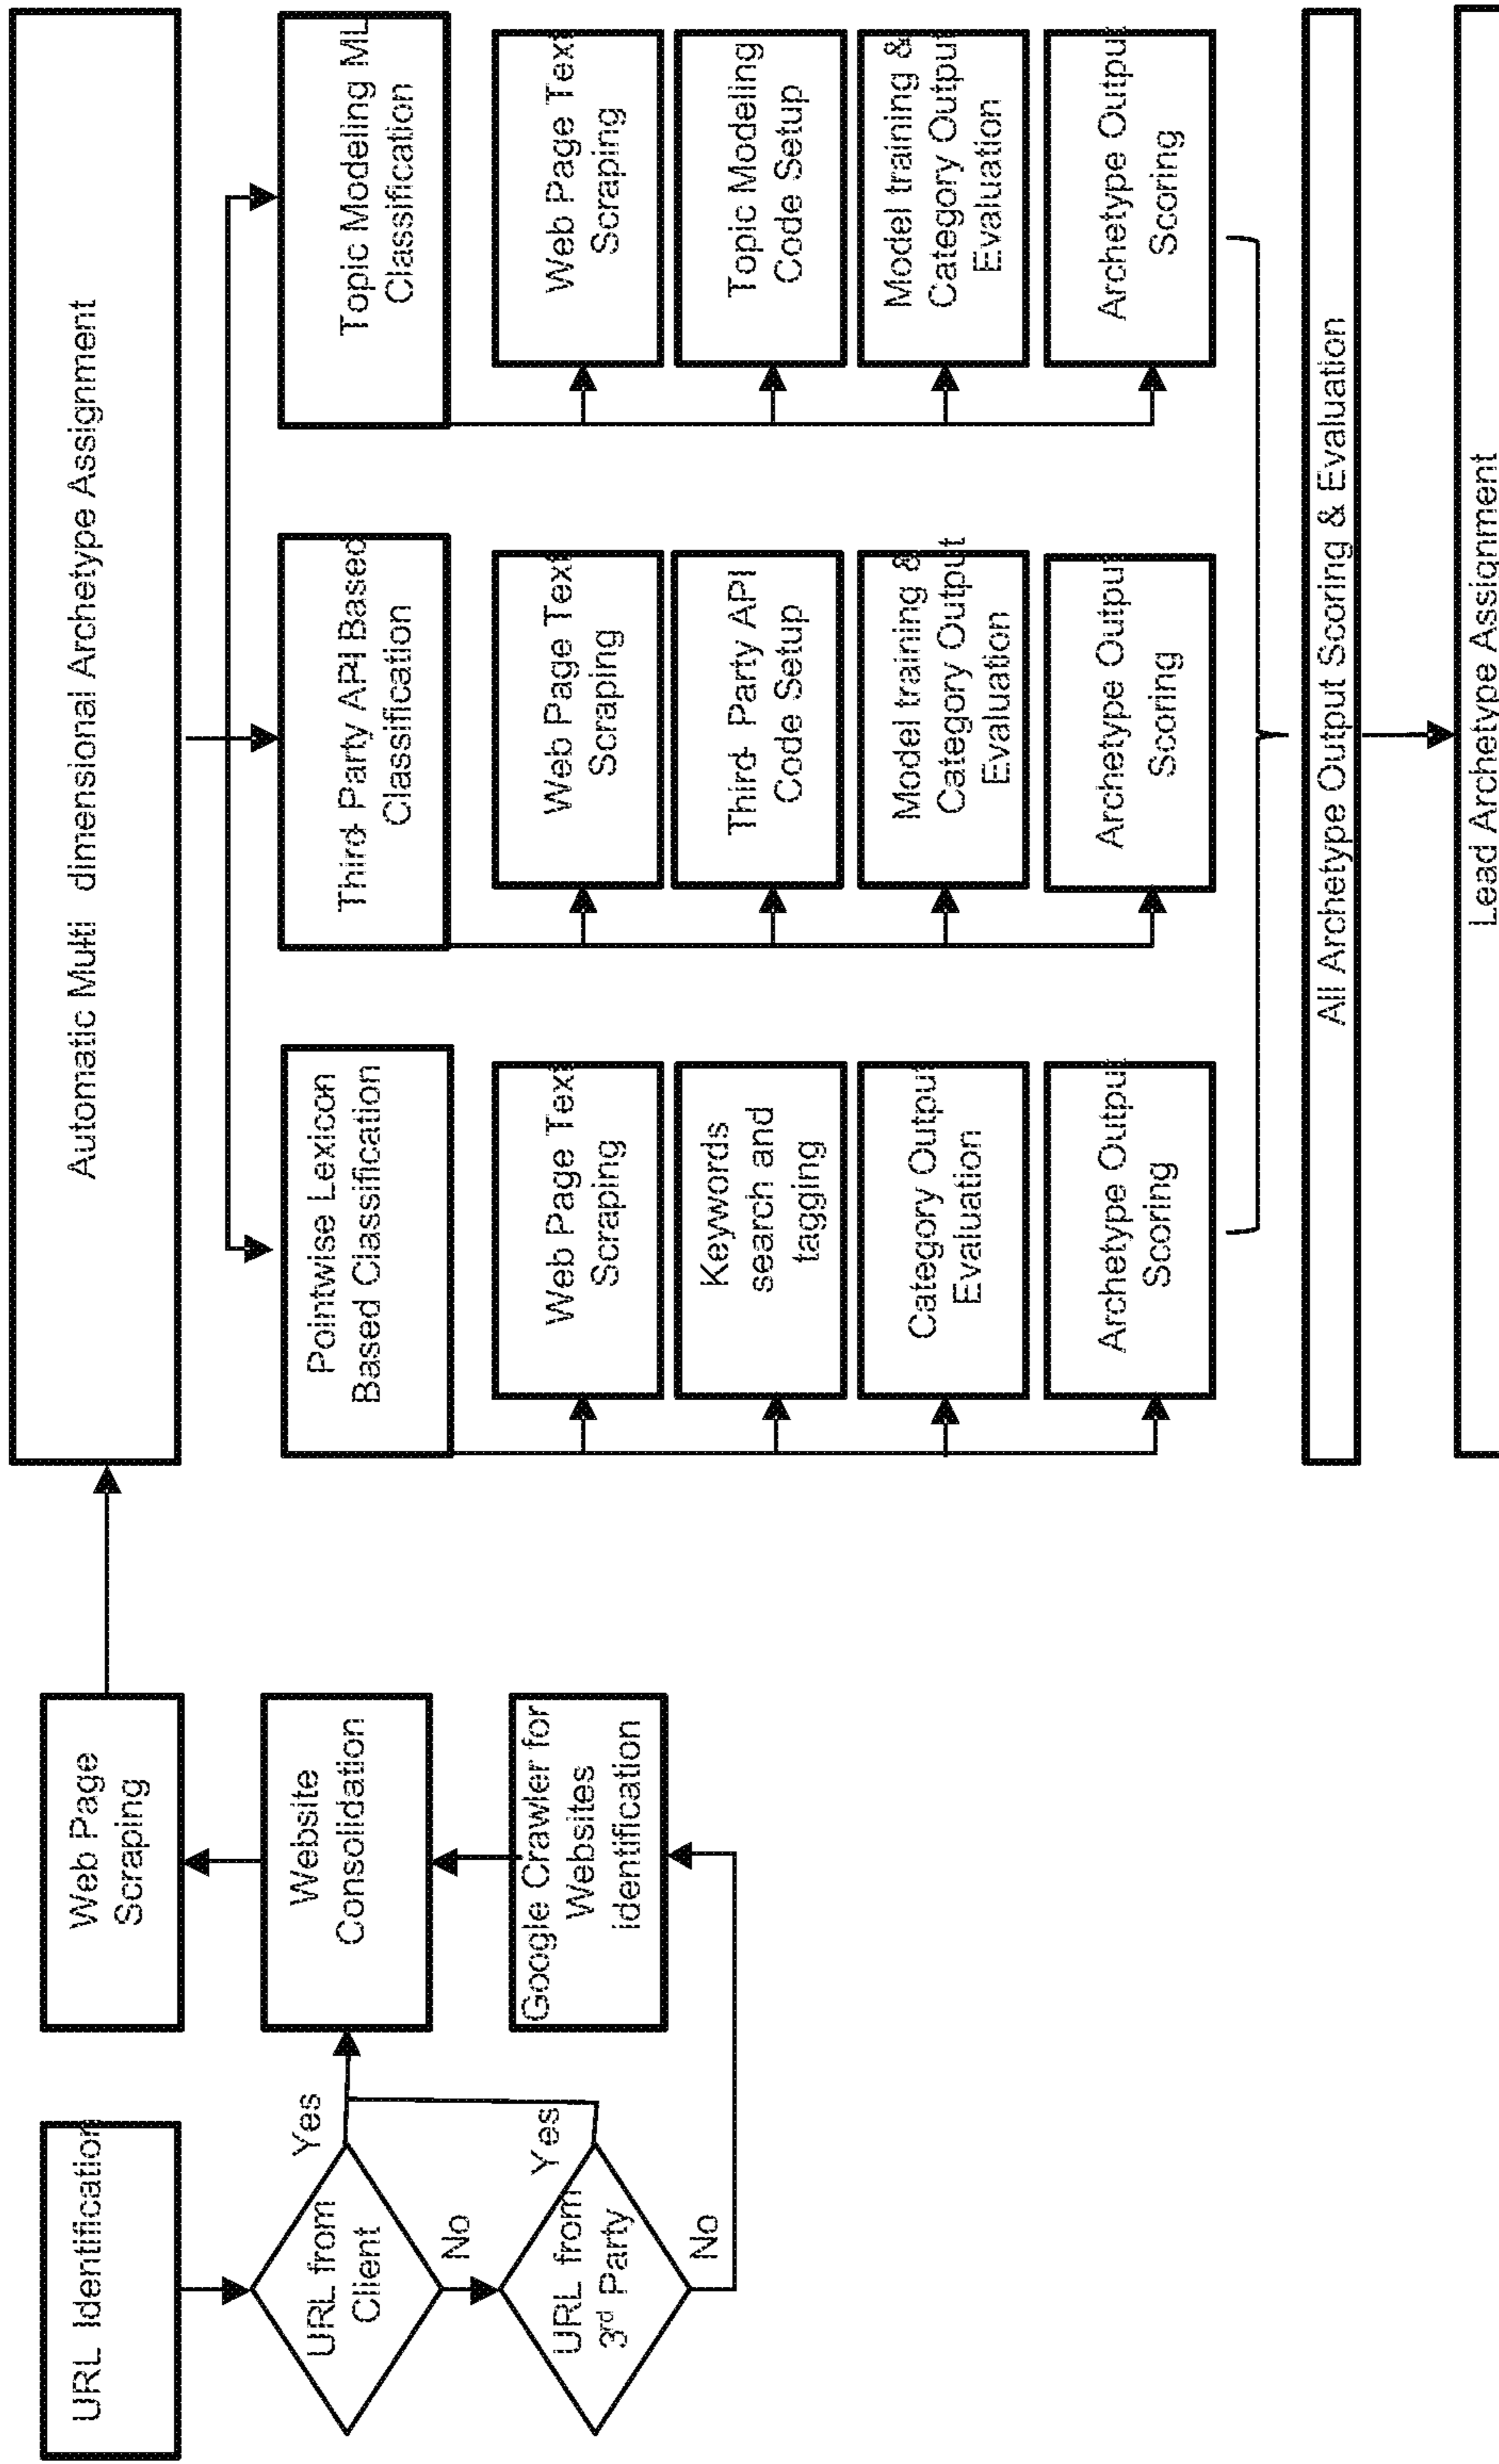 URL Identification
URL from
Client
Yes
No
URL from
3rd Party
Yes
No
Web Page
Scraping
Website
Consolidation
Google Crawler for
Websites
identification
Automatic Multi dimensional Archetype Assignment
Pointwise Lexicon
Based Classification
Web Page Text
Scraping
Keywords
search and
tagging
Category Output
Evaluation
Archetype Output
Scoring
Third- Party API Based
Classification
Web Page Text
Scraping
Third- Party API
Code Setup
Model training &
Category Output
Evaluation
Archetype Output
Scoring
Topic Modeling ML
Classification
Web Page Text
Scraping
Topic Modeling
Code Setup
Model training &
Category Output
Evaluation
Archetype Output
Scoring
All Archetype Output Scoring & Evaluation
Lead Archetype Assignment